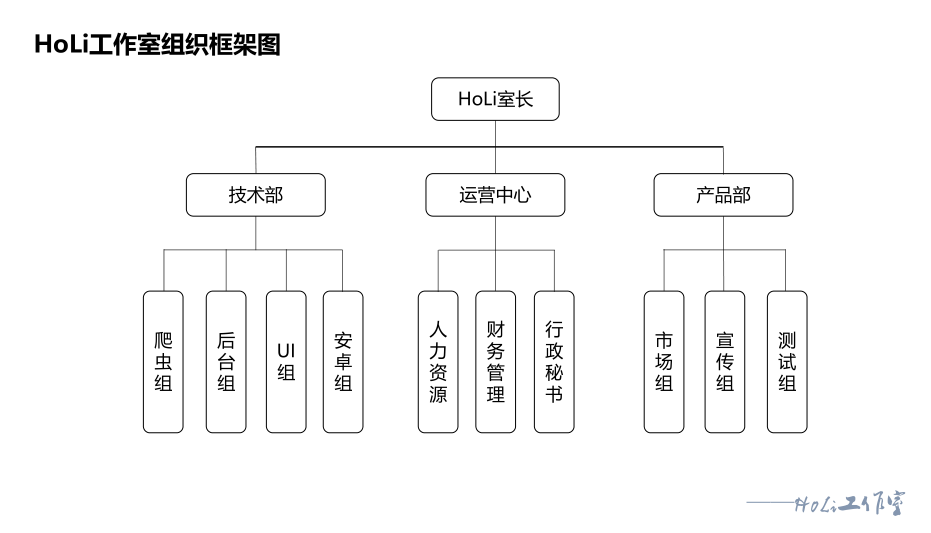 HoLi工作室组织框架图
HoLi室长
技术部
运营中心
产品部
爬虫组
后台组
UI组
安卓组
人力资源
财务管理
行政秘书
市场组
宣传组
测试组
HoLi工作室